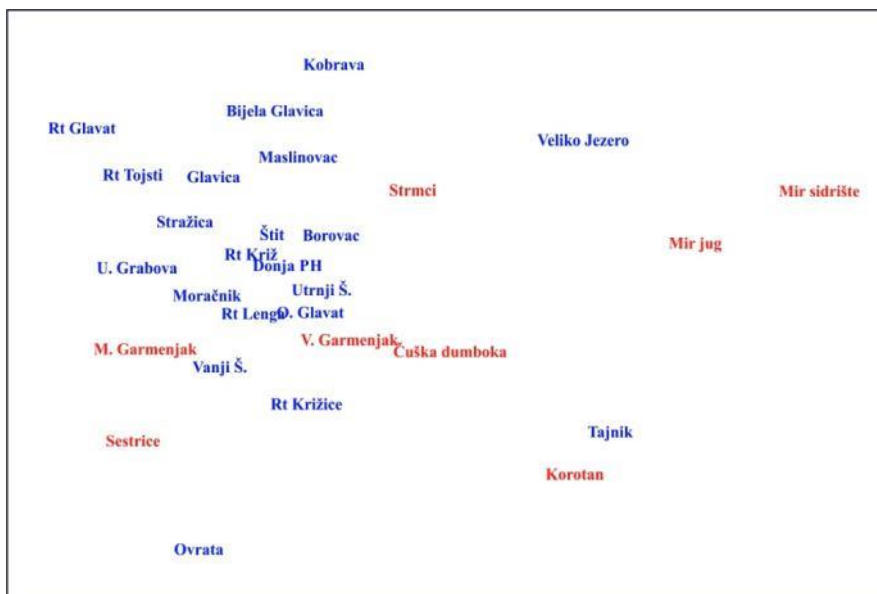 Kobrava
Bijela Glavica
Rt Glavat
Veliko Jezero
Maslinovac
Rt Tojsti
Glavica
Strmci
Mir sidrište
Stražica
Štit
Borovac
Mir jug
Rt Križ
Donja PH
U. Grabova
Utrnji Š.
Moračnik
Rt Lenga
O. Glavat
V. Garmenjak
M. Garmenjak
Čuška dumboka
Vanji Š.
Rt Križice
Tajnik
Sestrice
Korotan
Ovrata